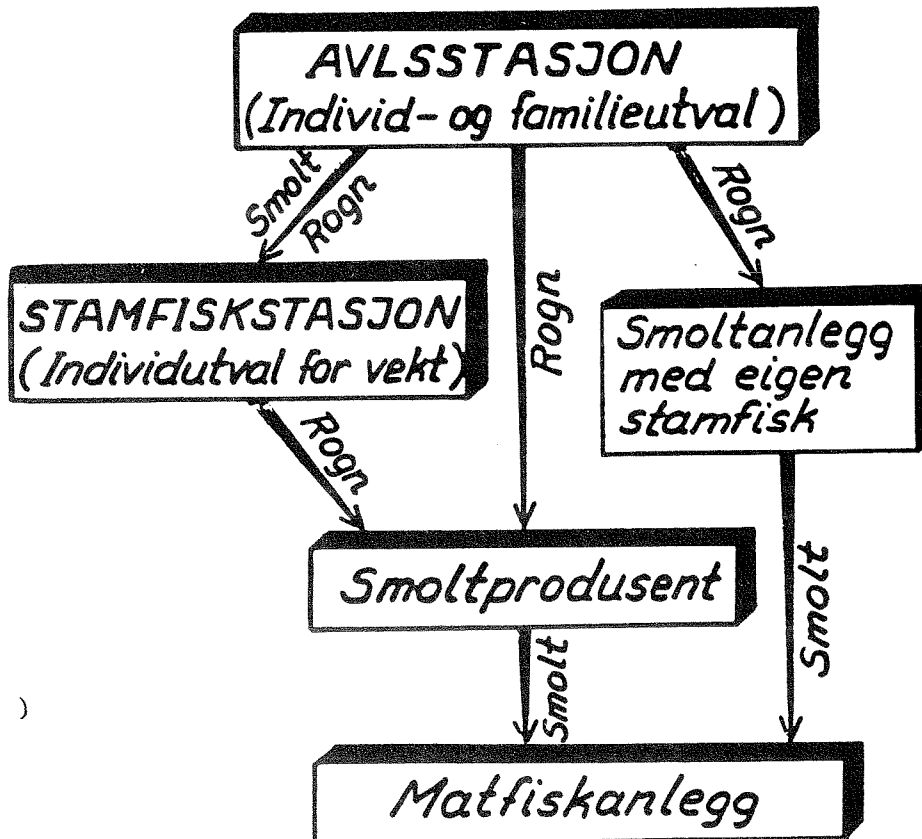 AVLSSTASJON
(Individ- og familieutval)
Smolt
Rogn
Rogn
Rogn
STAMFISKSTASJON
(Individutval for vekt)
Smoltanlegg
med eigen
stamfisk
Rogn
Smoltprodusent
Smolt
Smolt
)
Matfiskanlegg